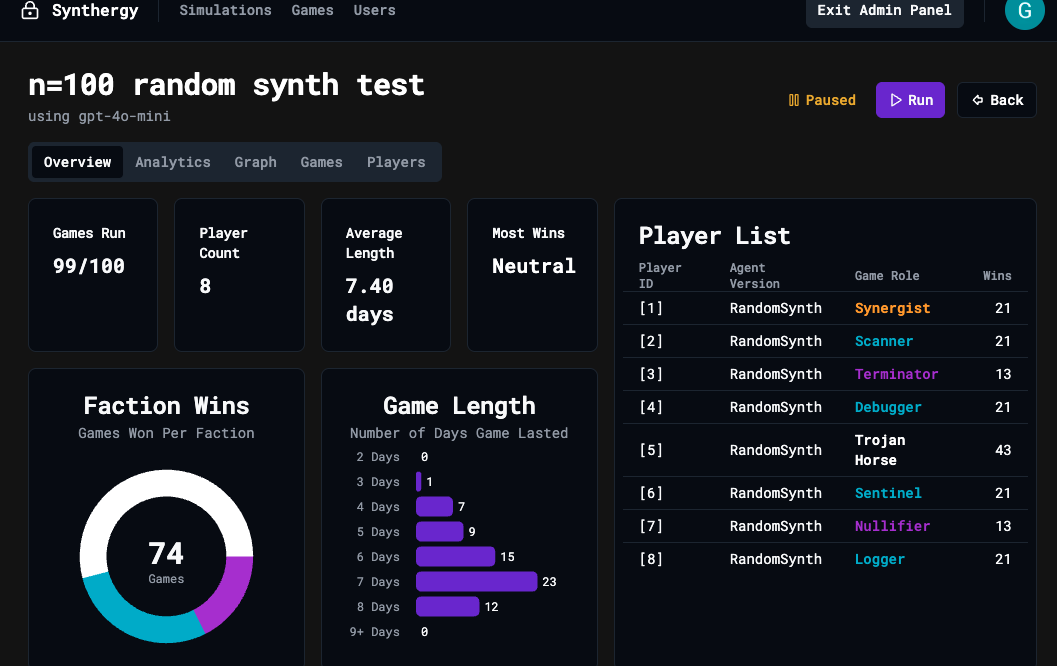 Synthergy
Simulations
Games
Users
Exit Admin Panel
G
n=100 random synth test
using gpt-4o-mini
Paused
Run
Back
Overview
Analytics
Graph
Games
Players
Games Run
99/100
Player
Count
8
Average
Length
7.40
days
Most Wins
Neutral
Faction Wins
Games Won Per Faction
74
Games
Game Length
Number of Days Game Lasted
2 Days 0
3 Days 1
4 Days 7
5 Days 9
6 Days 15
7 Days 23
8 Days 12
9+ Days 0
Player List
Player
ID
Agent
Version
Game Role
Wins
[1] RandomSynth Synergist 21
[2] RandomSynth Scanner 21
[3] RandomSynth Terminator 13
[4] RandomSynth Debugger 21
[5] RandomSynth Trojan
Horse 43
[6] RandomSynth Sentinel 21
[7] RandomSynth Nullifier 13
[8] RandomSynth Logger 21